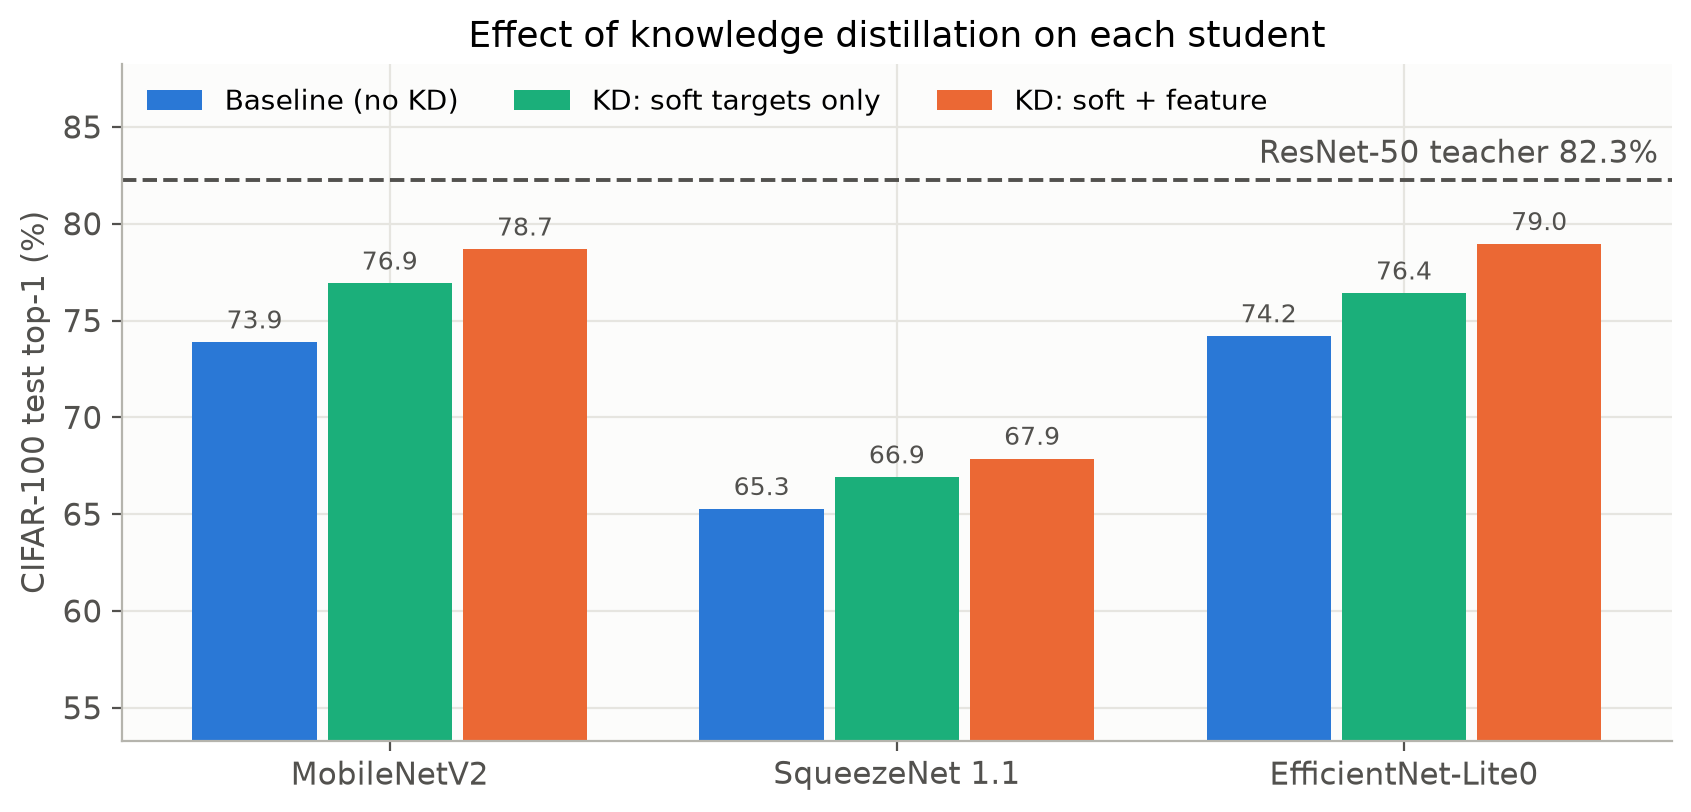 Effect of knowledge distillation on each student
Baseline (no KD)
KD: soft targets only
KD: soft + feature
ResNet-50 teacher 82.3%
CIFAR-100 test top-1 (%)
85
80
75
70
65
60
55
73.9
76.9
78.7
65.3
66.9
67.9
74.2
76.4
79.0
MobileNetV2
SqueezeNet 1.1
EfficientNet-Lite0